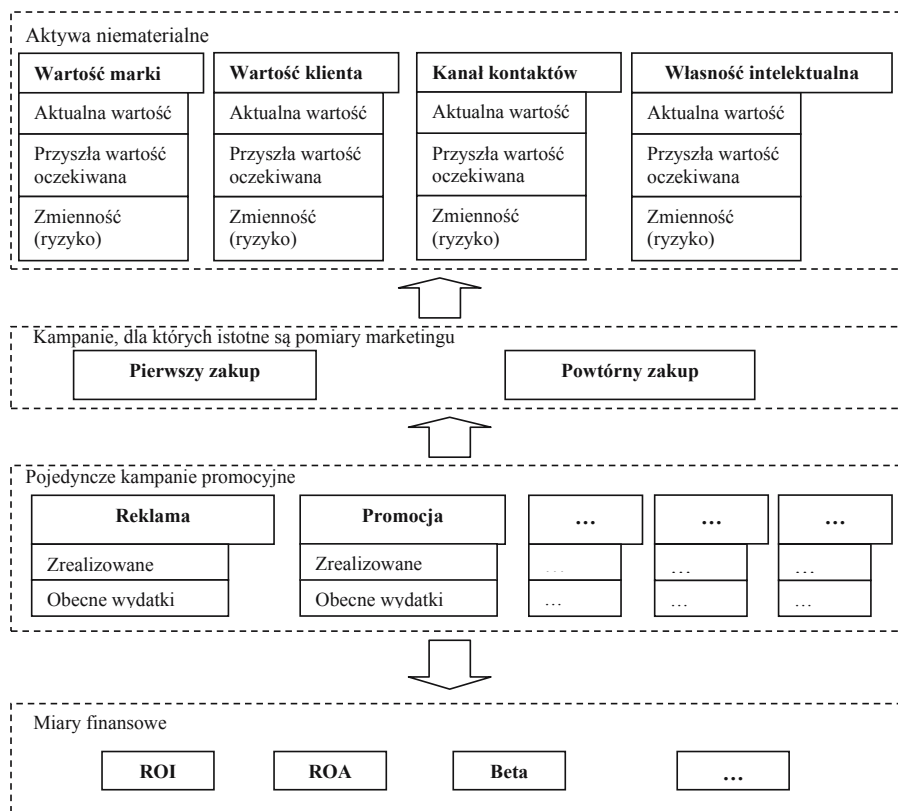 Aktywa niematerialne
Wartość marki
Wartość klienta
Kanał kontaktów
Własność intelektualna
Aktualna wartość
Aktualna wartość
Aktualna wartość
Aktualna wartość
Przyszła wartość
oczekiwana
Przyszła wartość
oczekiwana
Przyszła wartość
oczekiwana
Przyszła wartość
oczekiwana
Zmienność
(ryzyko)
Zmienność
(ryzyko)
Zmienność
(ryzyko)
Zmienność
(ryzyko)
Kampanie, dla których istotne są pomiary marketingu
Pierwszy zakup
Powtórny zakup
Pojedyncze kampanie promocyjne
Reklama
Promocja
…
…
…
Zrealizowane
Zrealizowane
…
…
…
Obecne wydatki
Obecne wydatki
…
…
…
Miary finansowe
ROI
ROA
Beta
…